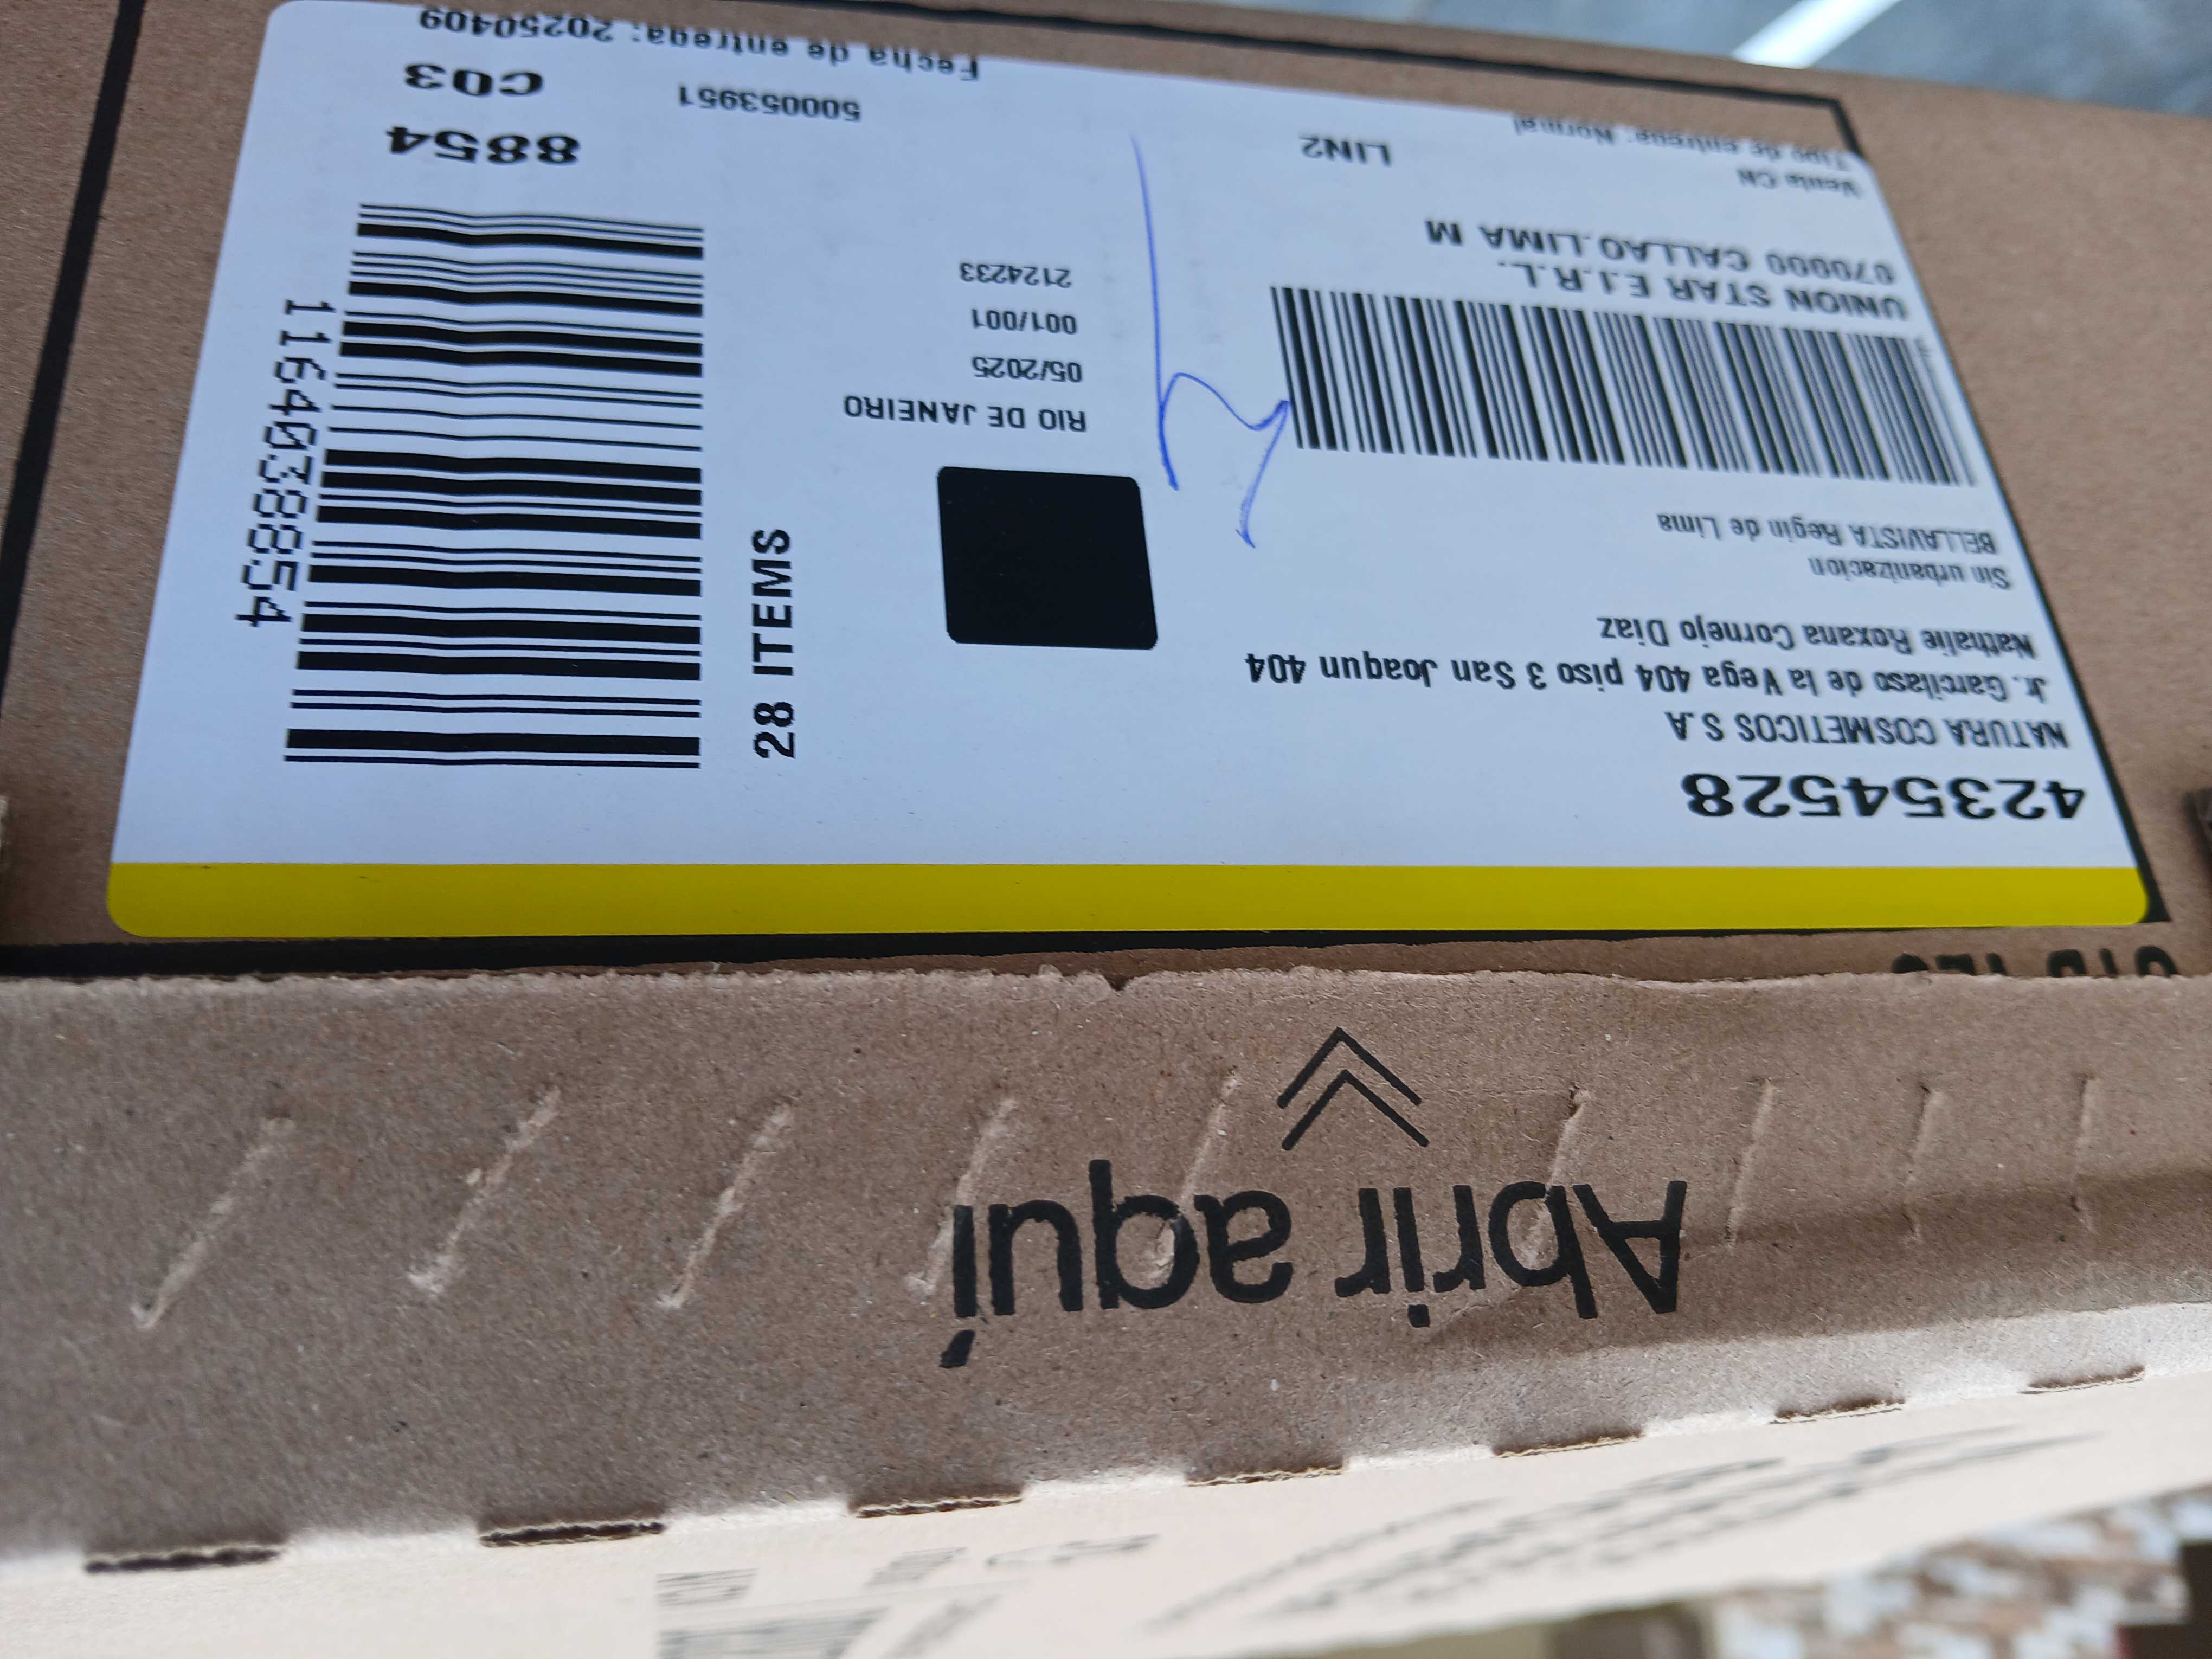 42354528
NATURA COSMETICOS S.A
Jr. Garcilaso de la Vega 404 piso 3 San Joaqun 404
Nathalie Roxana Cornejo Diaz
Sin urbanizacion
BELLAVISTA Regin de Lima
UNION STAR E.I.R.L.
070000 CALLAO.LIMA M
Venta CN
LIN2
Tipo de entrega: Normal
RIO DE JANEIRO
05/2025
001/001
2124233
28 ITEMS
1164038854
8854
500053951
C03
Fecha de entrega: 20250409
Abrir aquí